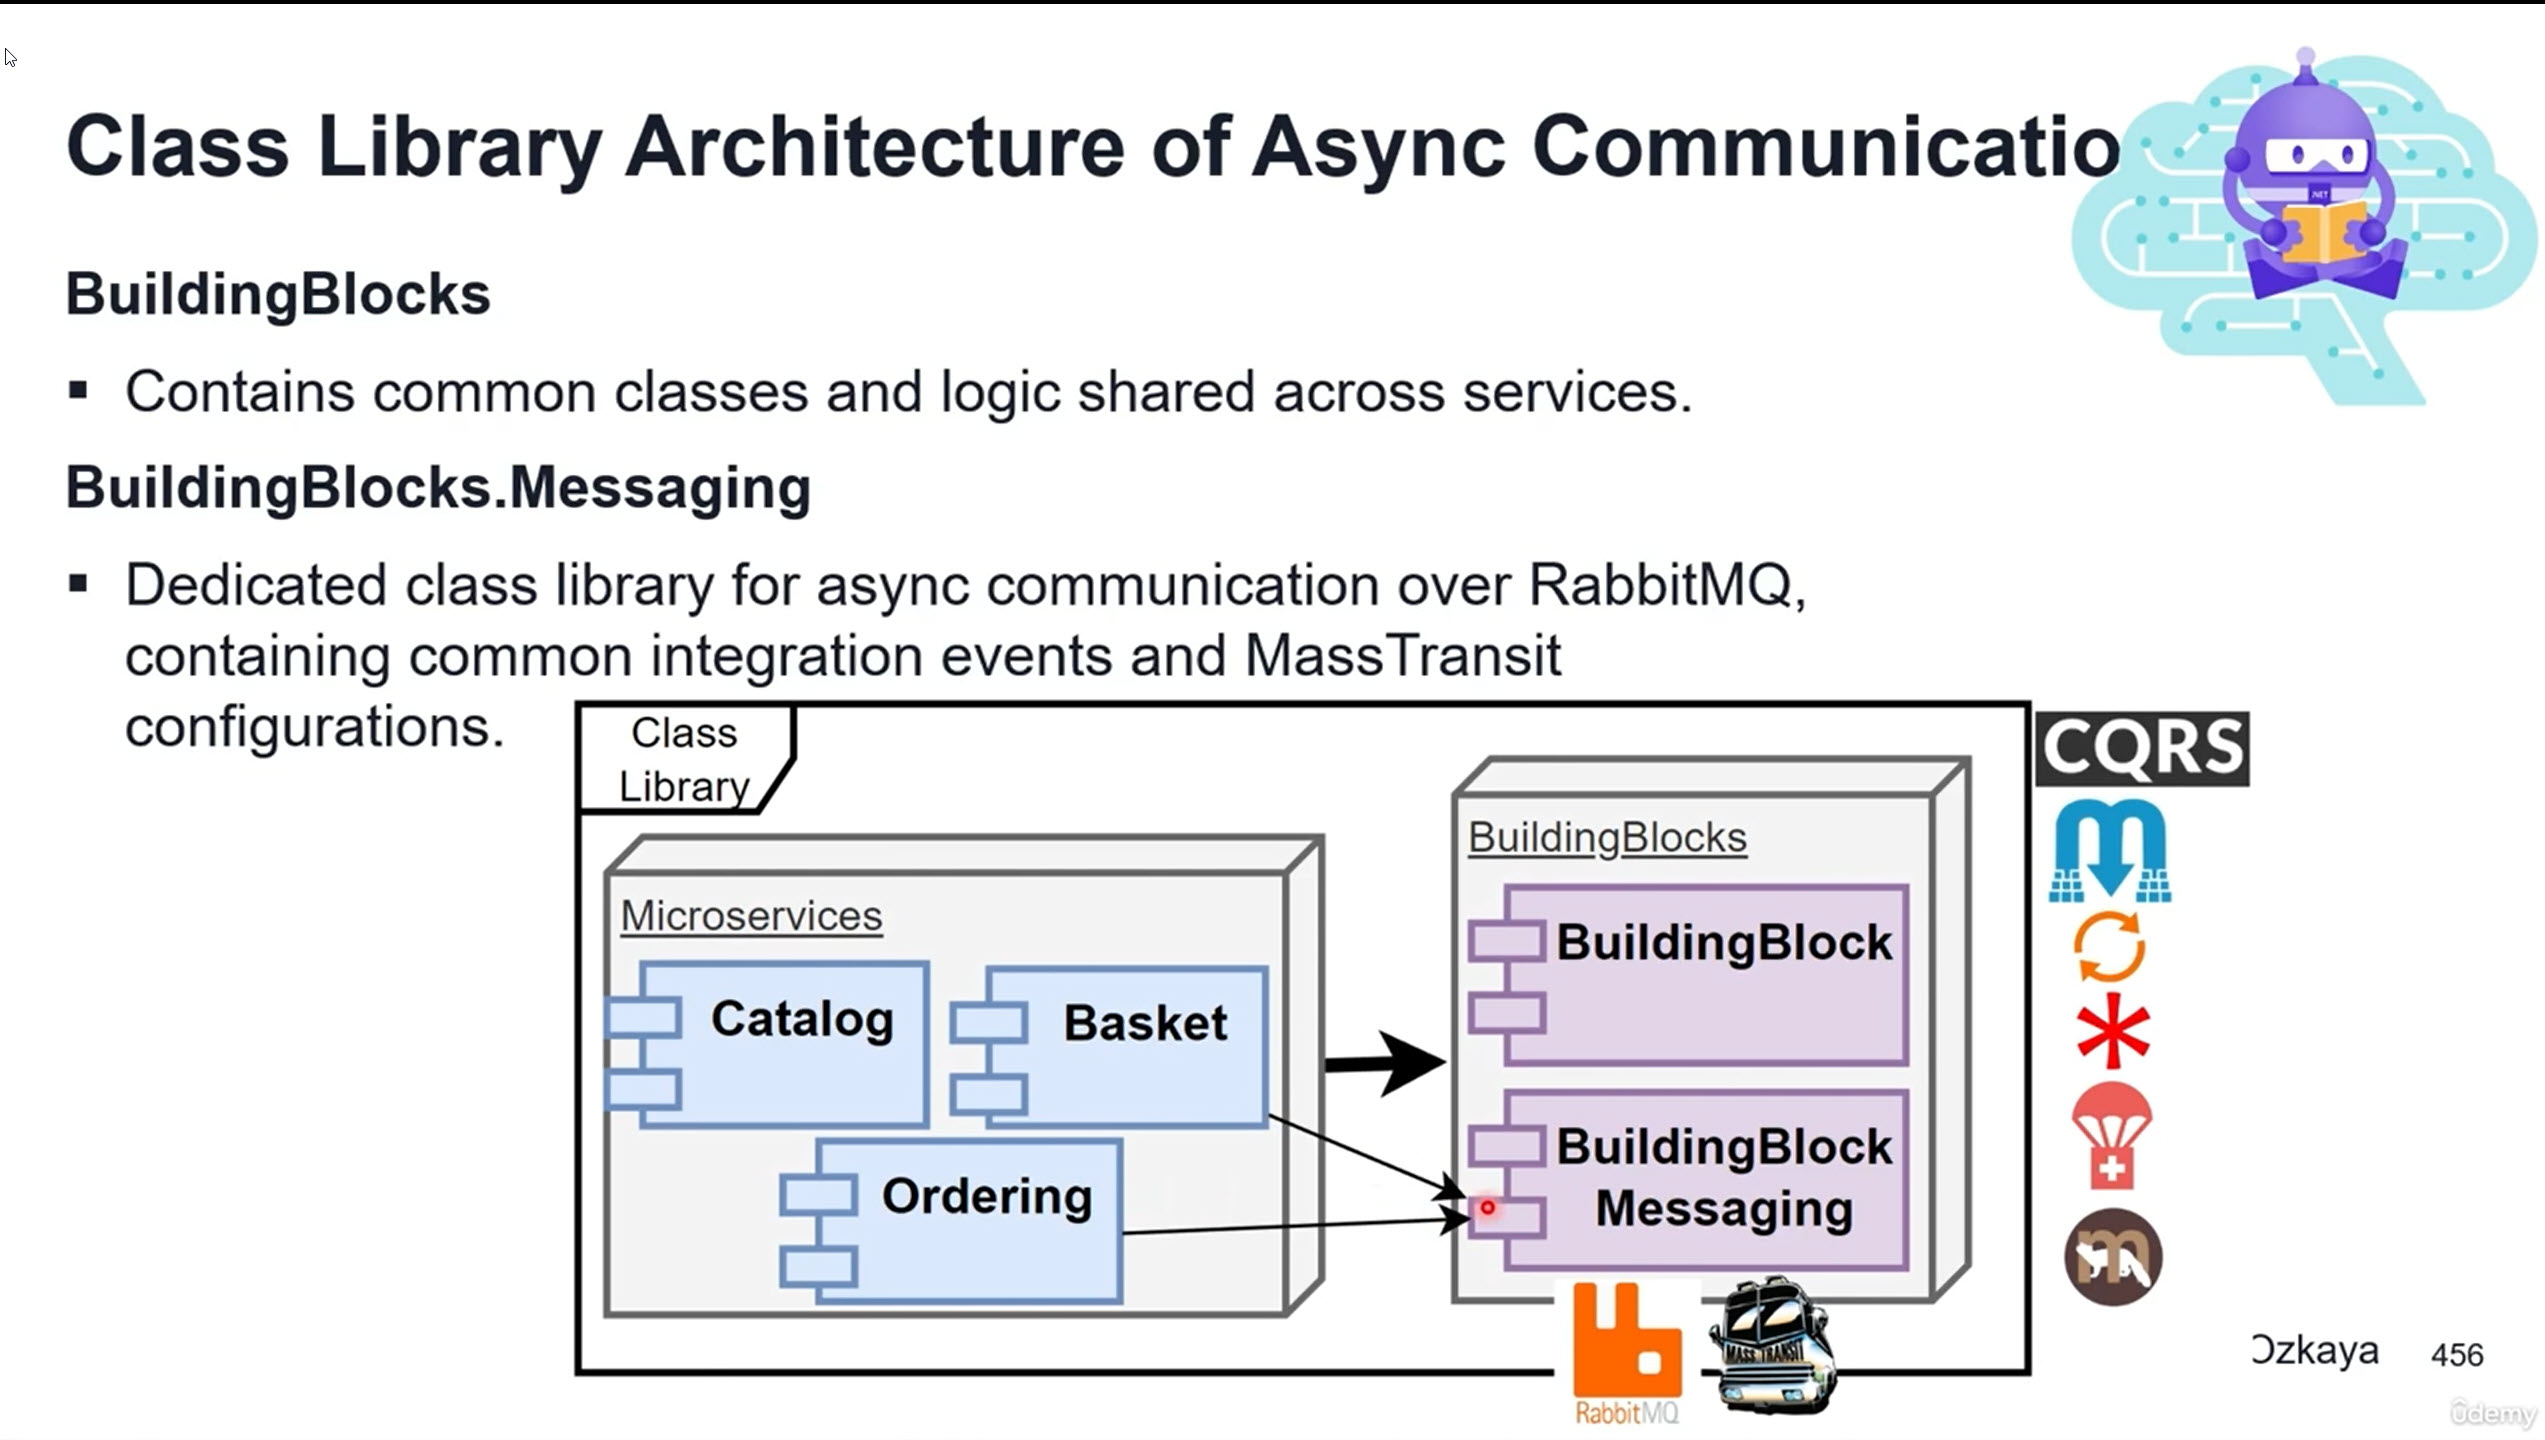 Class Library Architecture of Async Communicatio
.NET
BuildingBlocks
▪ Contains common classes and logic shared across services.
BuildingBlocks.Messaging
▪ Dedicated class library for async communication over RabbitMQ,
containing common integration events and MassTransit
configurations.
Class
Library
CQRS
BuildingBlocks
BuildingBlock
Microservices
Catalog
Basket
BuildingBlock
Messaging
Ordering
MASS TRANSIT
RabbitMQ
Ozkaya 456
ûdemy